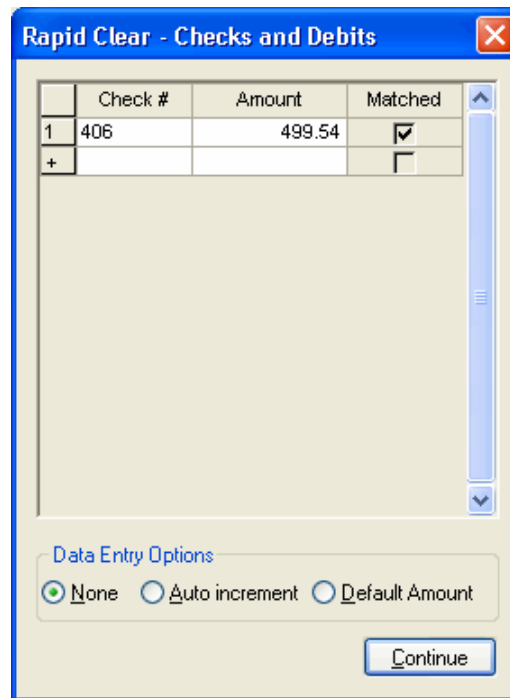 Rapid Clear - Checks and Debits
Check # Amount Matched
1 406 499.54
+
Data Entry Options
None Auto increment Default Amount
Continue